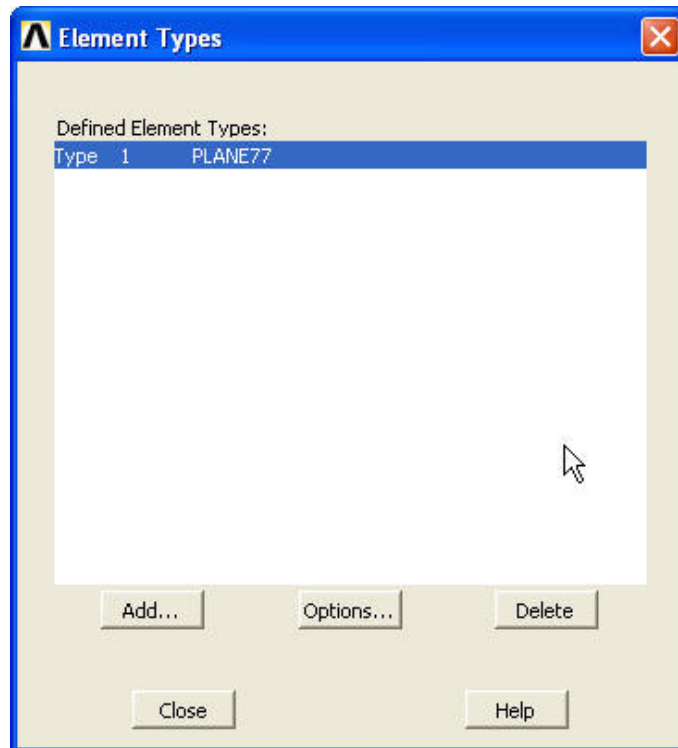 Element Types
Defined Element Types:
Type 1 PLANE77
Add... Options... Delete
Close Help